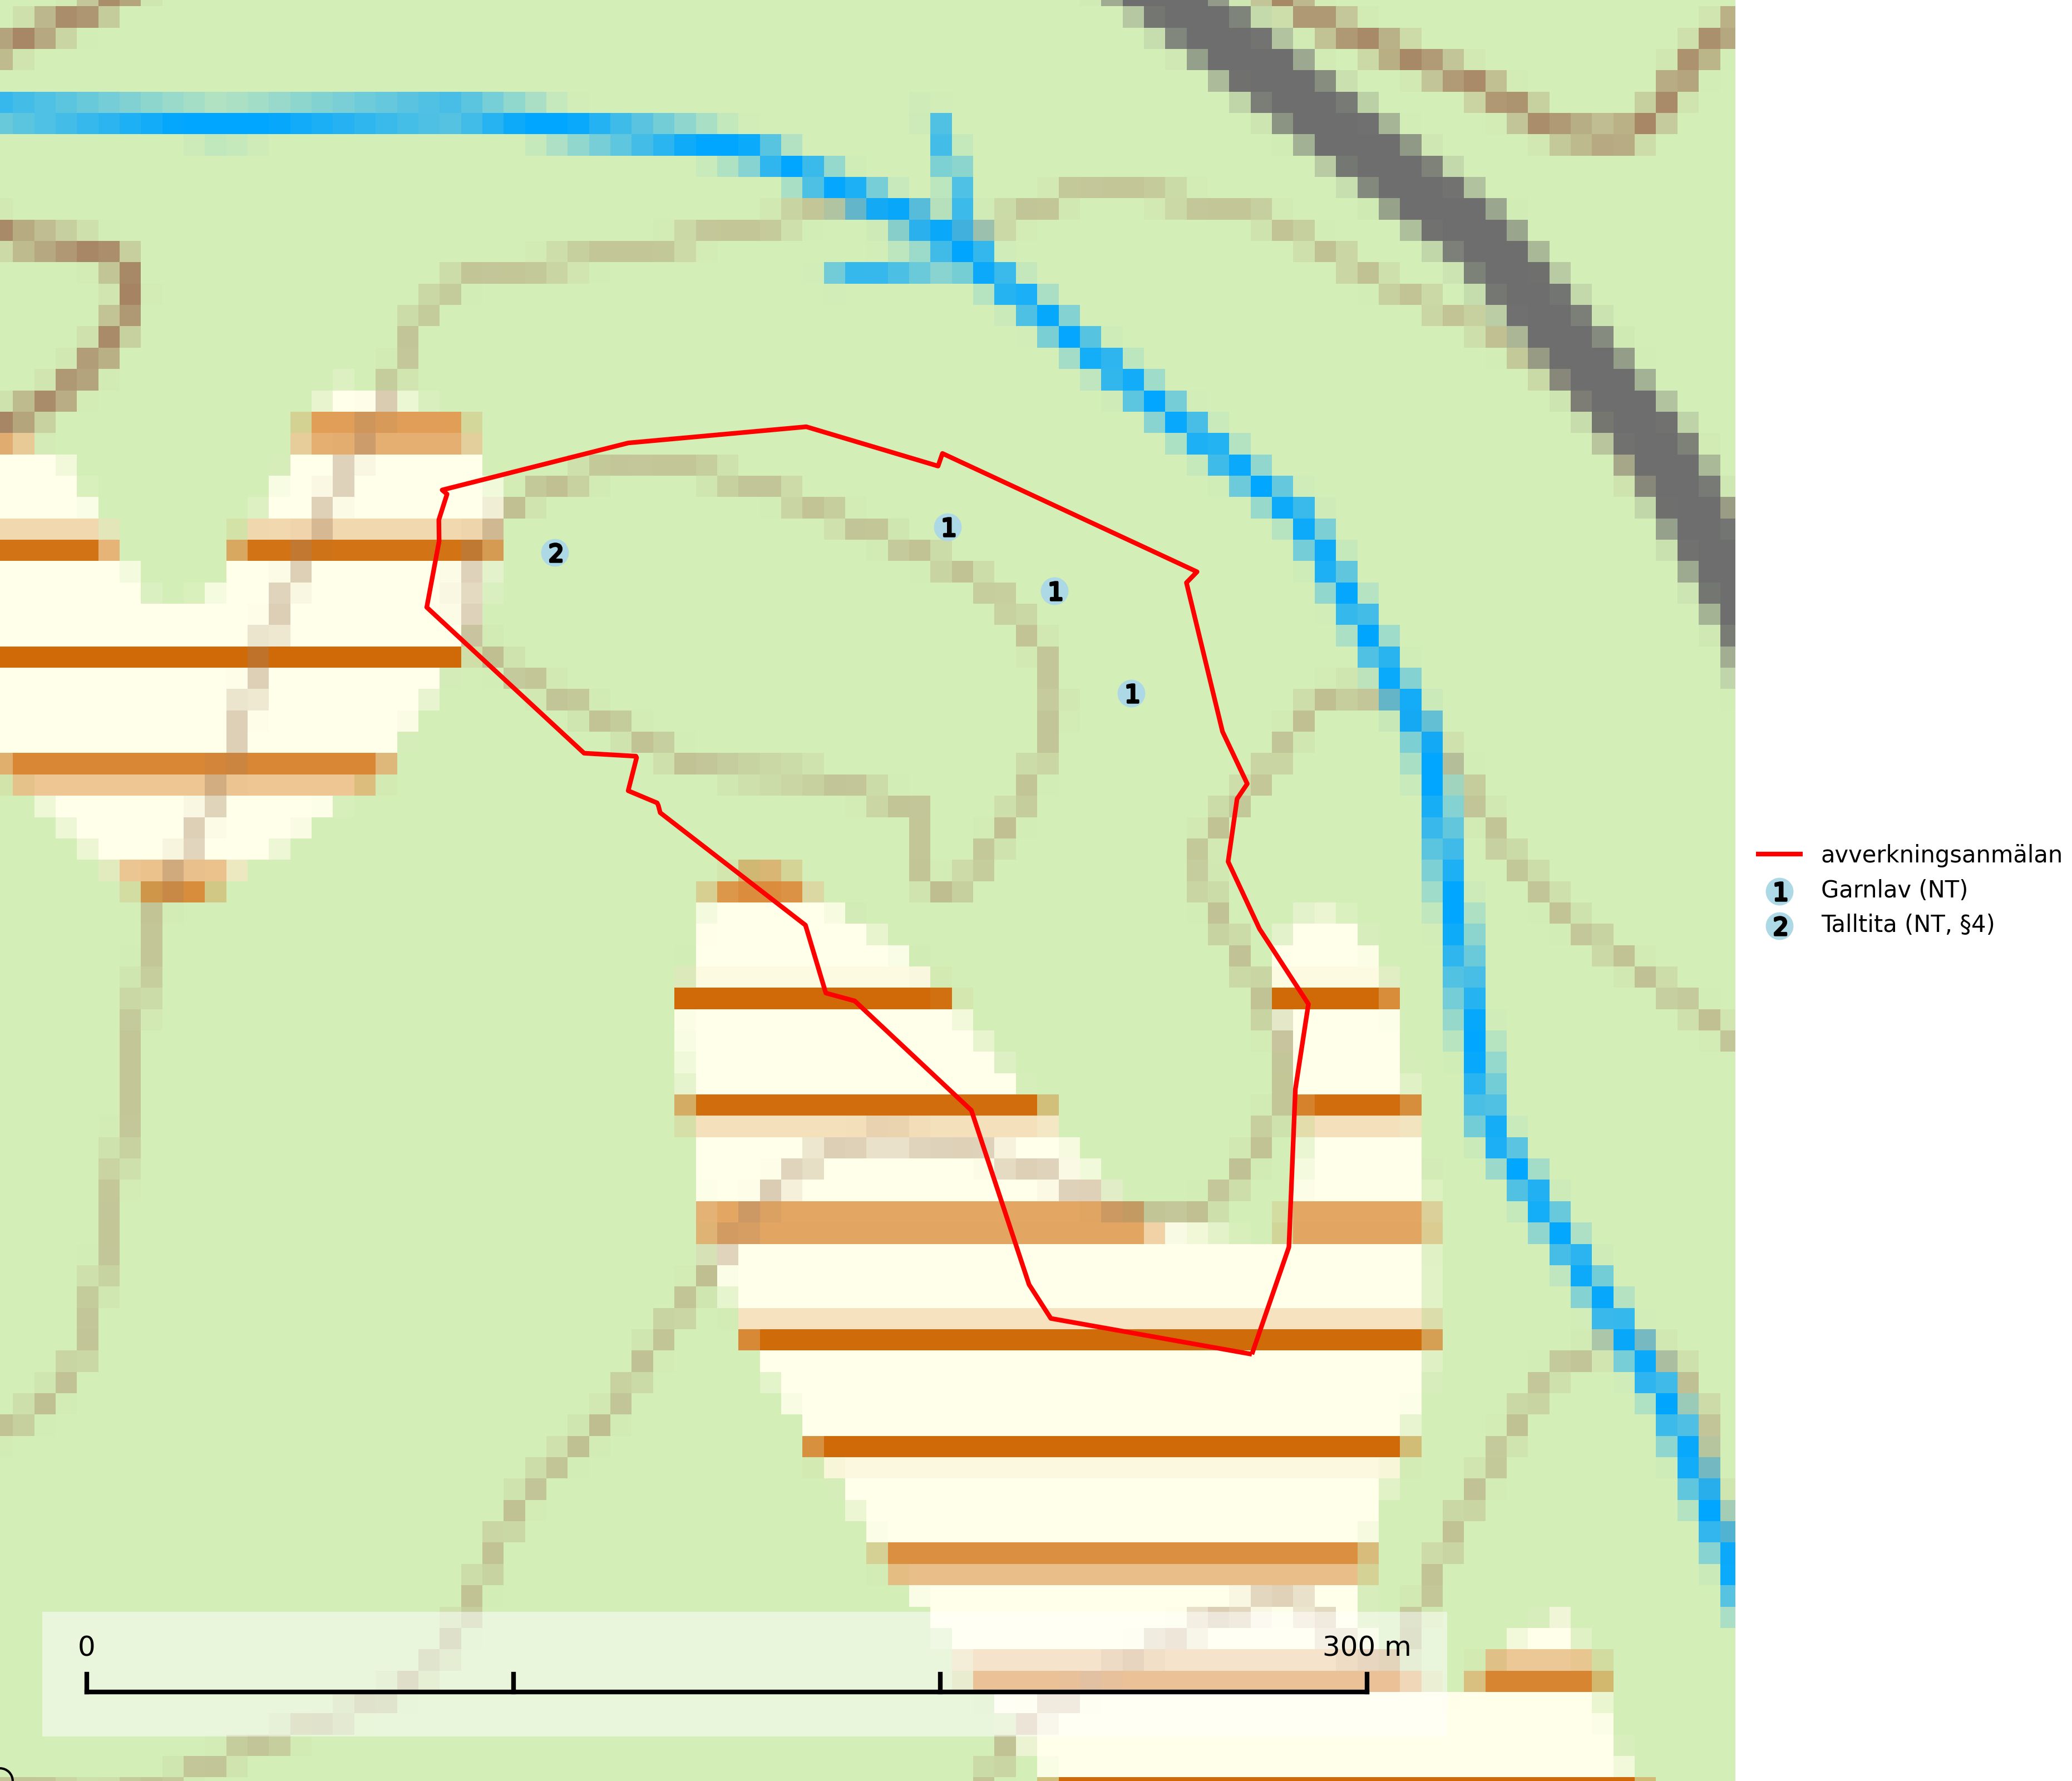 1
2
1
1
avverkningsanmälan
1 Garnlav (NT)
2 Talltita (NT, §4)
0 300 m